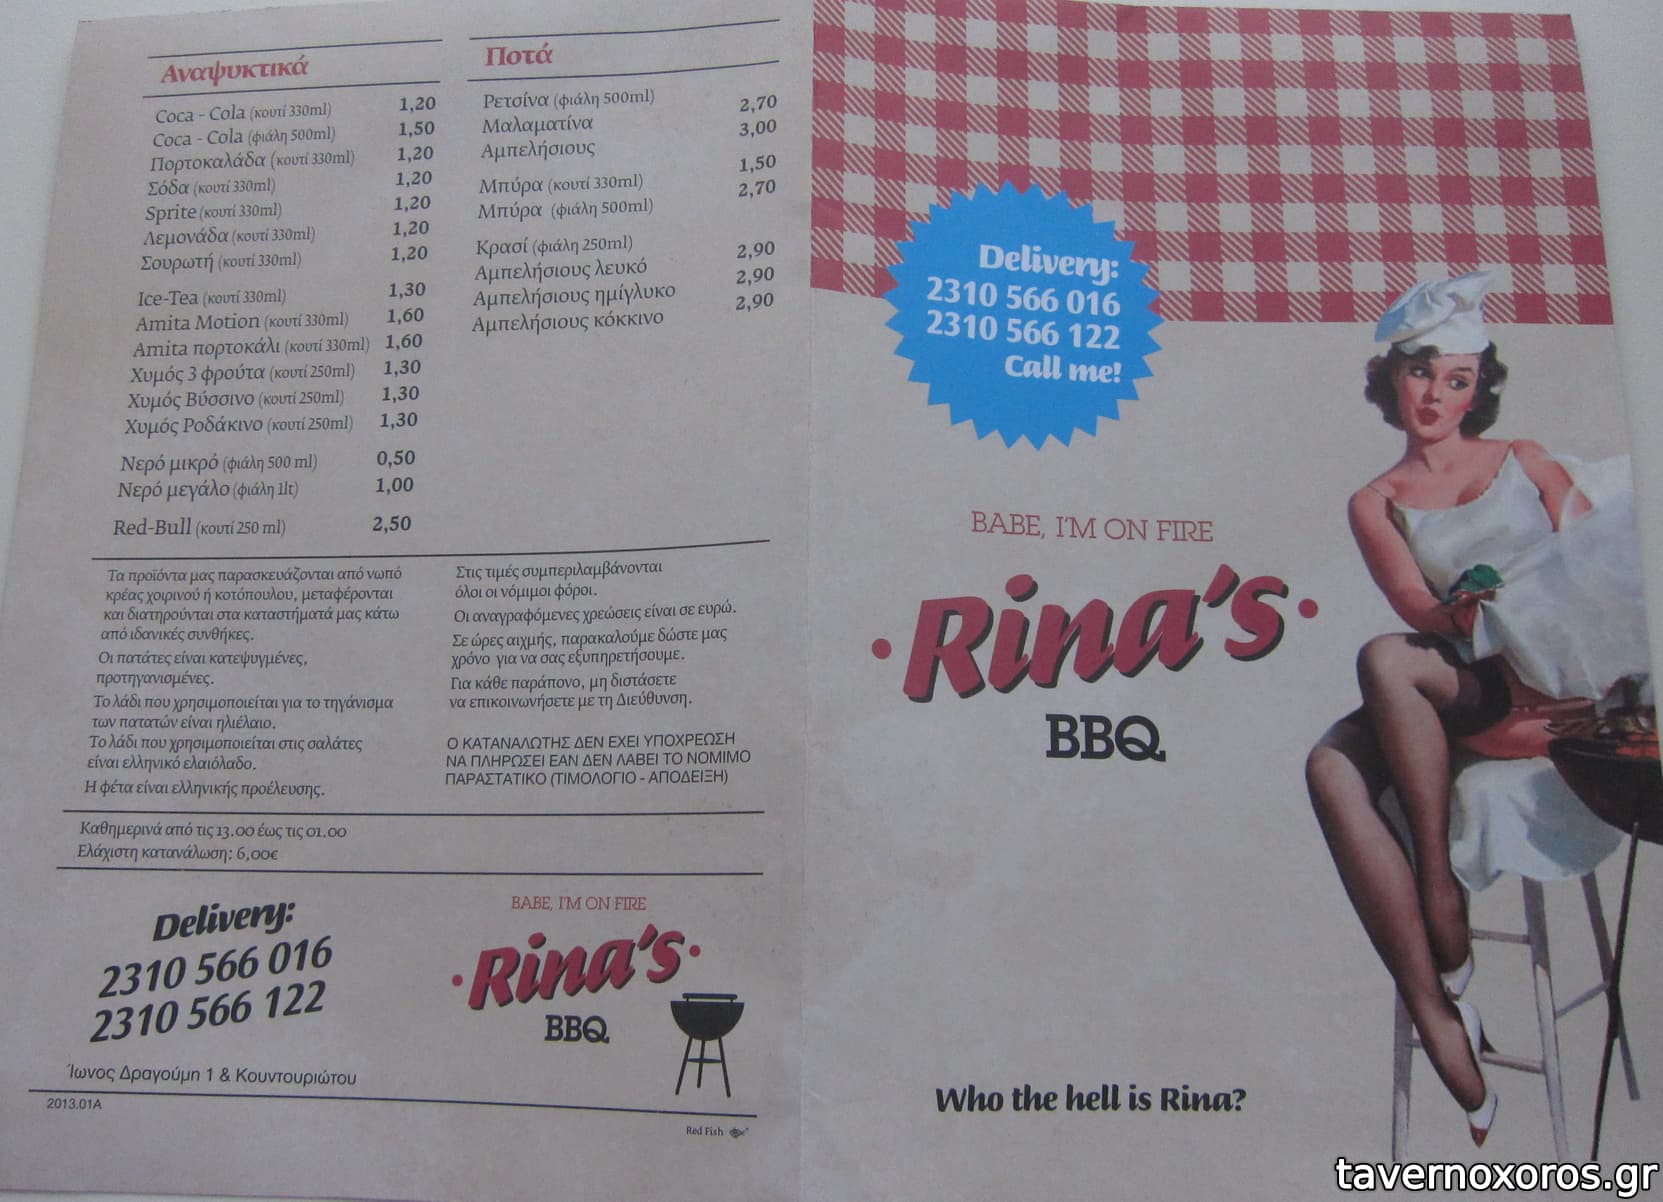 Αναψυκτικά
Coca - Cola (κουτί 330ml) 1,20
Coca - Cola (φιάλη 500ml) 1,50
Πορτοκαλάδα (κουτί 330ml) 1,20
Σόδα (κουτί 330ml) 1,20
Sprite (κουτί 330ml) 1,20
Λεμονάδα (κουτί 330ml) 1,20
Σουρωτή (κουτί 330ml) 1,20
Ice-Tea (κουτί 330ml) 1,30
Amita Motion (κουτί 330ml) 1,60
Amita πορτοκάλι (κουτί 330ml) 1,60
Χυμός 3 φρούτα (κουτί 250ml) 1,30
Χυμός Βύσσινο (κουτί 250ml) 1,30
Χυμός Ροδάκινο (κουτί 250ml) 1,30
Νερό μικρό (φιάλη 500 ml) 0,50
Νερό μεγάλο (φιάλη 1lt) 1,00
Red-Bull (κουτί 250 ml) 2,50
Ποτά
Ρετσίνα (φιάλη 500ml)
Μαλαματίνα 2,70
Αμπελήσιους 3,00
Μπύρα (κουτί 330ml) 1,50
Μπύρα (φιάλη 500ml) 2,70
Κρασί (φιάλη 250ml)
Αμπελήσιους λευκό 2,90
Αμπελήσιους ημίγλυκο 2,90
Αμπελήσιους κόκκινο 2,90
Τα προϊόντα μας παρασκευάζονται από νωπό
κρέας χοιρινού ή κοτόπουλου, μεταφέρονται
και διατηρούνται στα καταστήματά μας κάτω
από ιδανικές συνθήκες.
Οι πατάτες είναι κατεψυγμένες,
προτηγανισμένες.
Το λάδι που χρησιμοποιείται για το τηγάνισμα
των πατατών είναι ηλιέλαιο.
Το λάδι που χρησιμοποιείται στις σαλάτες
είναι ελληνικό ελαιόλαδο.
Η φέτα είναι ελληνικής προέλευσης.
Στις τιμές συμπεριλαμβάνονται
όλοι οι νόμιμοι φόροι.
Οι αναγραφόμενες χρεώσεις είναι σε ευρώ.
Σε ώρες αιχμής, παρακαλούμε δώστε μας
χρόνο για να σας εξυπηρετήσουμε.
Για κάθε παράπονο, μη διστάσετε
να επικοινωνήσετε με τη Διεύθυνση.
Ο ΚΑΤΑΝΑΛΩΤΗΣ ΔΕΝ ΕΧΕΙ ΥΠΟΧΡΕΩΣΗ
ΝΑ ΠΛΗΡΩΣΕΙ ΕΑΝ ΔΕΝ ΛΑΒΕΙ ΤΟ ΝΟΜΙΜΟ
ΠΑΡΑΣΤΑΤΙΚΟ (ΤΙΜΟΛΟΓΙΟ - ΑΠΟΔΕΙΞΗ)
Καθημερινά από τις 13.00 έως τις 01.00
Ελάχιστη κατανάλωση: 6,00€
Delivery:
2310 566 016
2310 566 122
Ίωνος Δραγούμη 1 & Κουντουριώτου
2013.01A
BABE, I'M ON FIRE
·Rina's·
BBQ
Red Fish
Delivery:
2310 566 016
2310 566 122
Call me!
BABE, I'M ON FIRE
·Rina's·
BBQ
Who the hell is Rina?
tavernoxoros.gr